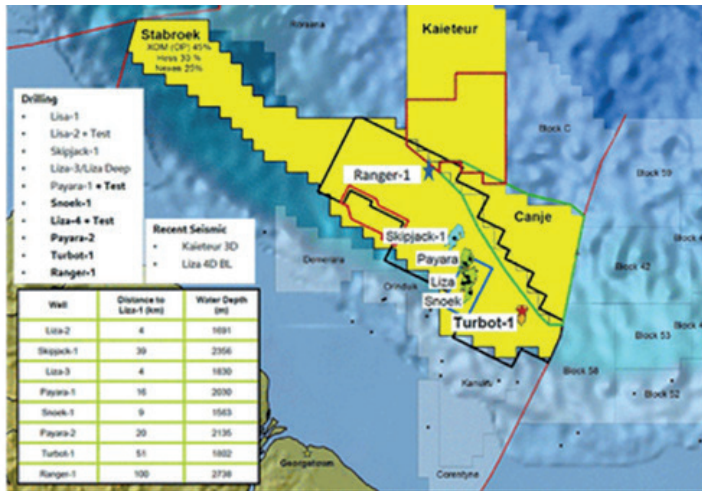 Stabroek
XOM (OP) 45%
Hess 30 %
Nexen 25%
Kaieteur
Block C
Block 59
Drilling
• Lisa-1
• Lisa-2 + Test
• Skipjack-1
• Liza-3/Liza Deep
• Payara-1 • Test
• Snoek-1
• Liza-4 • Test
• Payara-2
• Turbot-1
• Ranger-1
Recent Seismic
• Kaieteur 3D
• Liza 4D BL
Ranger-1
Canje
Skipjack-1
Payara
Liza
Snoek
Turbot-1
Demerara
Orinduik
Kanuku
Block 42
Block 53
Block 58
Block 52
Corentyne
Georgetown
Well Distance to Liza-1 (km) Water Depth (m)
Liza-2 4 1691
Skipjack-1 39 2356
Liza-3 4 1830
Payara-1 16 2030
Snoek-1 9 1563
Payara-2 20 2135
Turbot-1 51 1802
Ranger-1 100 2738